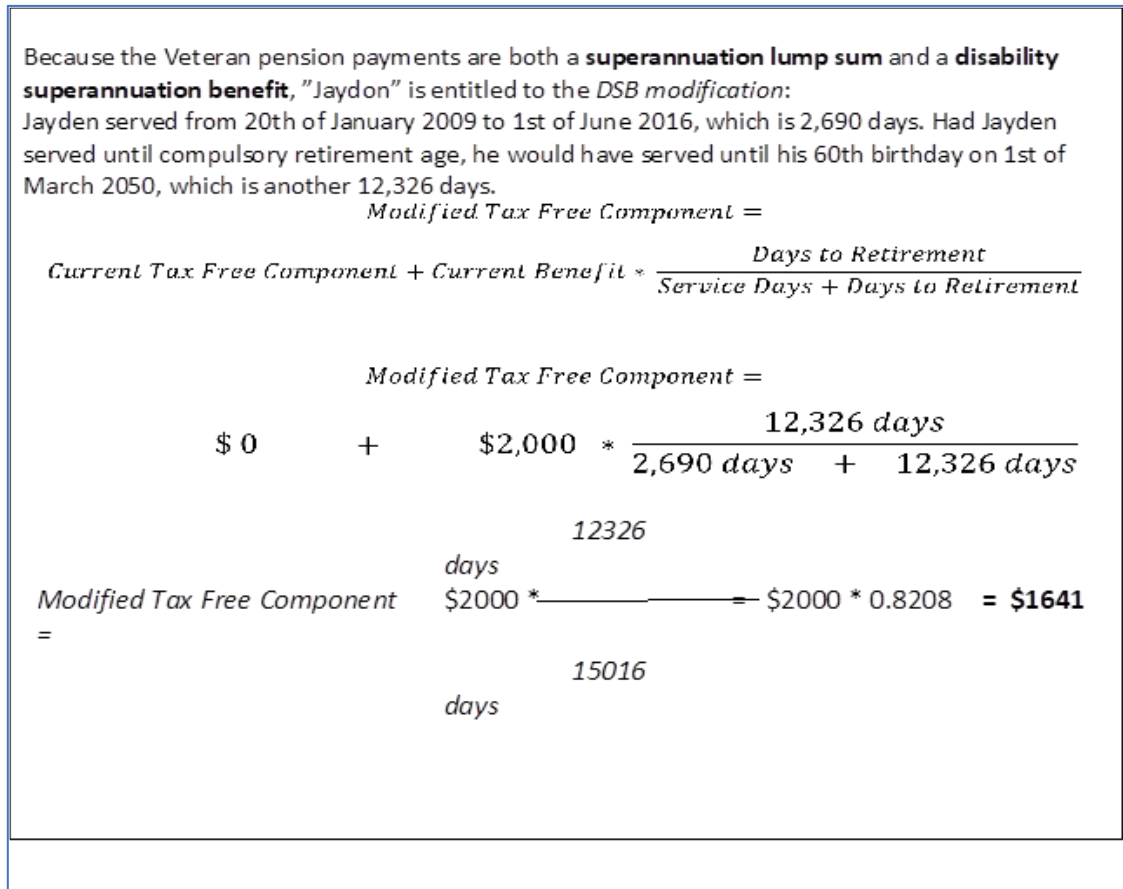 Because the Veteran pension payments are both a superannuation lump sum and a disability
superannuation benefit, ”Jaydon” is entitled to the DSB modification:
Jayden served from 20th of January 2009 to 1st of June 2016, which is 2,690 days. Had Jayden
served until compulsory retirement age, he would have served until his 60th birthday on 1st of
March 2050, which is another 12,326 days.
Modified Tax Free Component =
Days to Retirement
Current Tax Free Component + Current Benefit *
Service Days + Days to Retirement
Modified Tax Free Component =
12,326 days
$ 0 + $2,000 *
2,690 days + 12,326 days
12326
days
Modified Tax Free Component $2000 * = $2000 * 0.8208 = $1641
=
15016
days